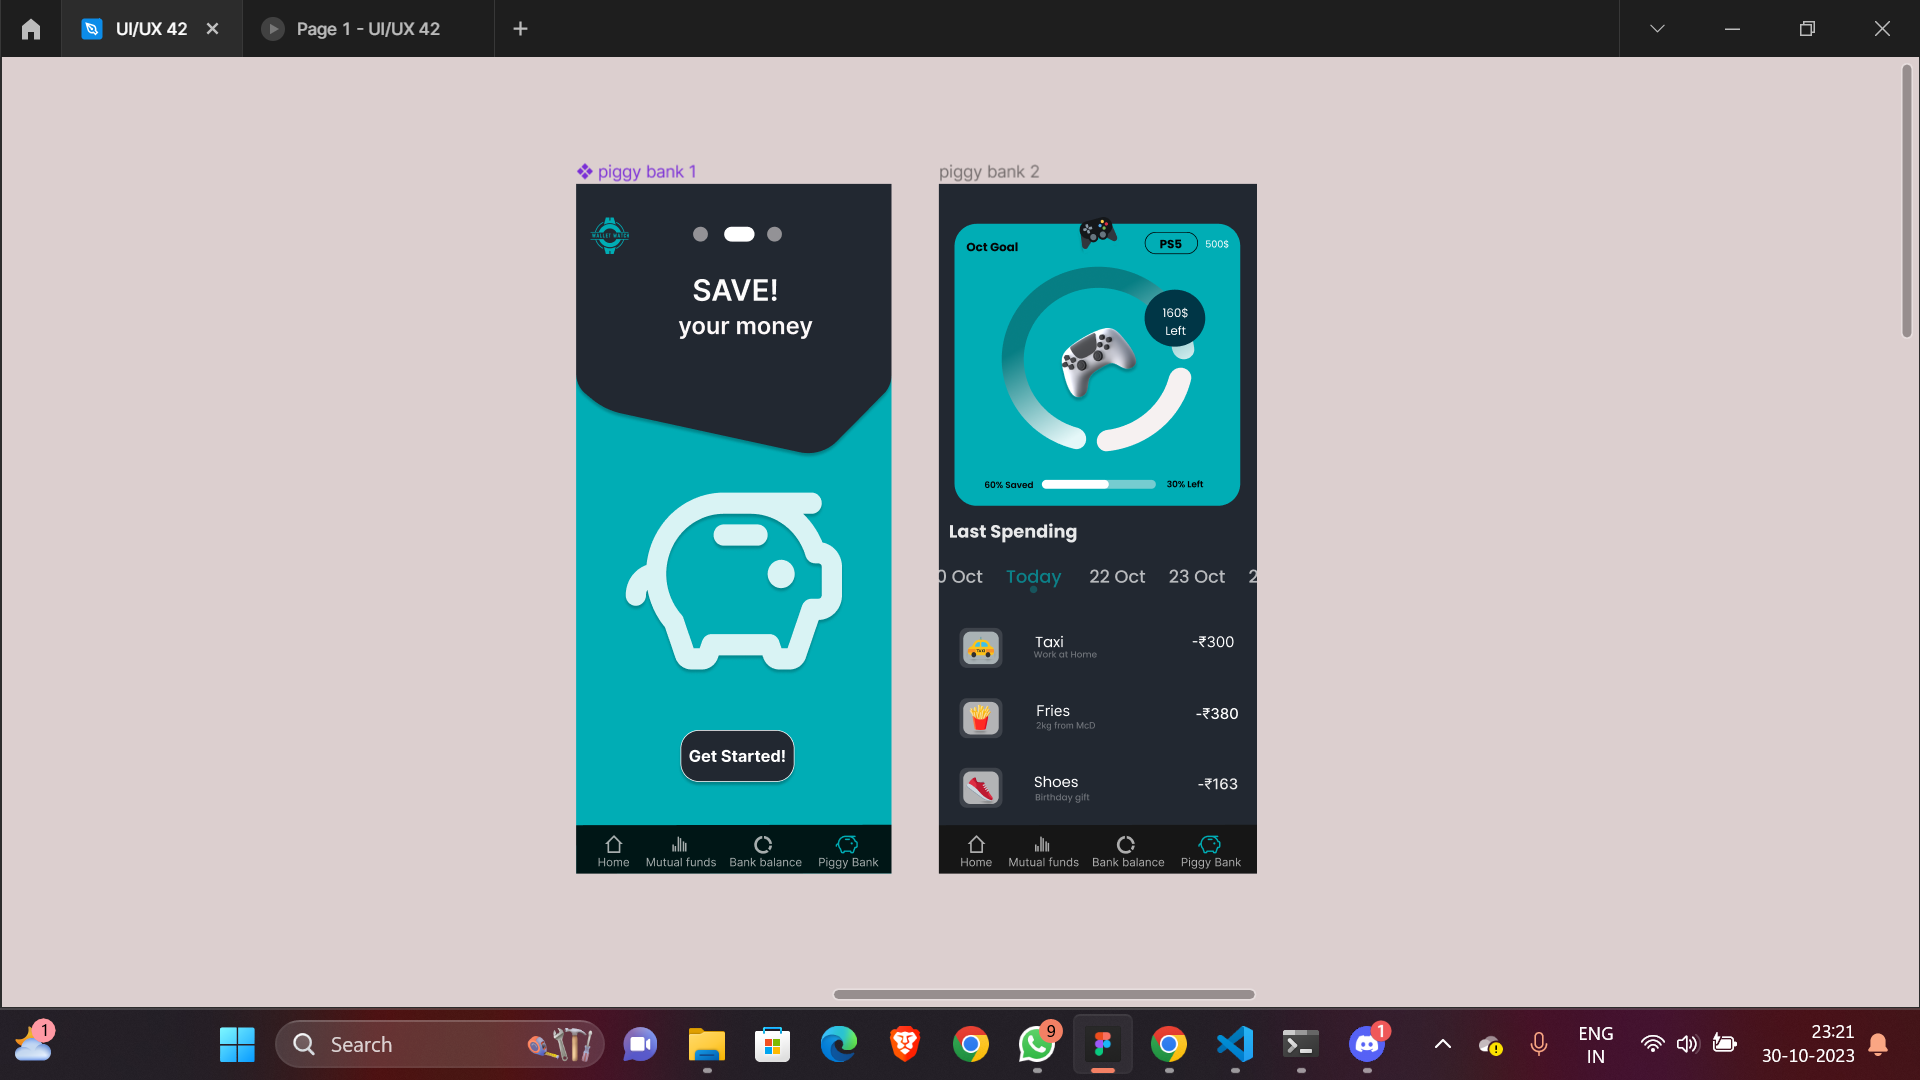 UI/UX 42
Page 1 - UI/UX 42
piggy bank 1
WALLET WATCH
SAVE!
your money
Get Started!
Home
Mutual funds
Bank balance
Piggy Bank
piggy bank 2
Oct Goal
PS5
500$
160$
Left
60% Saved
30% Left
Last Spending
0 Oct
Today
22 Oct
23 Oct
2
Taxi
Work at Home
-₹300
TAXI
Fries
2kg from McD
-₹380
Shoes
Birthday gift
-₹163
Home
Mutual funds
Bank balance
Piggy Bank
1
Search
9
1
ENG
IN
23:21
30-10-2023